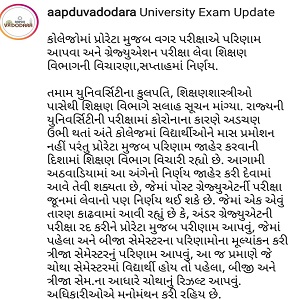 aapduvadodara University Exam Update
કોલેજોમાં પ્રોરેટા મુજબ વગર પરીક્ષાએ પરિણામ
આપવા અને ગ્રેજ્યુએશન પરીક્ષા લેવા શિક્ષણ
વિભાગની વિચારણા,સપ્તાહમાં નિર્ણય.
તમામ યુનિવર્સિટીના કુલપતિ, શિક્ષણશાસ્ત્રીઓ
પાસેથી શિક્ષણ વિભાગે સલાહ સૂચન માંગ્યા. રાજ્યની
યુનિવર્સિટીની પરીક્ષામાં કોરોનાના કારણે અડચણ
ઉભી થતાં અંતે કોલેજમાં વિદ્યાર્થીઓને માસ પ્રમોશન
નહીં પરંતુ પ્રોરેટા મુજબ પરિણામ જાહેર કરવાની
દિશામાં શિક્ષણ વિભાગ વિચારી રહ્યો છે. આગામી
અઠવાડિયામાં આ અંગેનો નિર્ણય જાહેર કરી દેવામાં
આવે તેવી શક્યતા છે, જેમાં પોસ્ટ ગ્રેજ્યુએટની પરીક્ષા
જૂનમાં લેવાનો પણ નિર્ણય થઈ શકે છે. જેમાં એક એવું
તારણ કાઢવામાં આવી રહ્યું છે કે, અંડર ગ્રેજ્યુએટની
પરીક્ષા રદ કરીને પ્રોરેટા મુજબ પરીણામ આપવું, જેમાં
પહેલા અને બીજા સેમેસ્ટરના પરિણામોના મૂલ્યાંકન કરી
ત્રીજા સેમેસ્ટરનું પરિણામ આપવું, આ જ પ્રમાણે જે
ચોથા સેમેસ્ટરમાં વિદ્યાર્થી હોય તો પહેલા, બીજી અને
ત્રીજા સેમ.ના આધારે ચોથાનું રિઝલ્ટ આપવું.
અધિકારીઓએ મનોમંથન કરી રહિય છે.